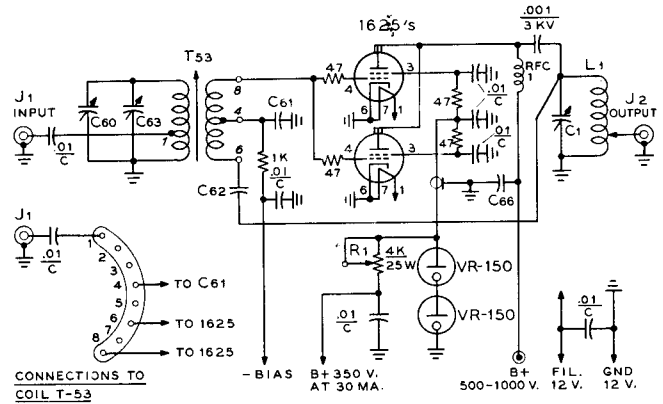 1625's
.001
3 KV
T53
RFC
1
L1
J1
INPUT
C60
C63
.01
C
1
8
4
6
C61
1K
.01
C
C62
47
47
4
3
6
7
1
4
3
6
7
1
47
47
.01
C
.01
C
C66
C1
J2
OUTPUT
J1
.01
C
1
2
3
4
5
6
7
8
TO C61
TO 1625
TO 1625
CONNECTIONS TO
COIL T-53
R1
4K
25W
VR-150
VR-150
.01
C
.01
C
-BIAS
B+ 350 V.
AT 30 MA.
B+
500-1000 V.
FIL.
12 V.
GND
12 V.